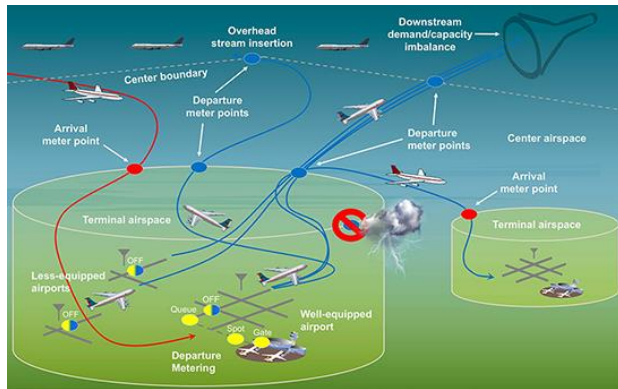 Overhead
stream insertion
Downstream
demand/capacity
imbalance
Center boundary
Departure
meter points
Arrival
meter point
Departure
meter points
Center airspace
Arrival
meter point
Terminal airspace
Terminal airspace
OFF
Less-equipped
airports
OFF
OFF
Queue
Well-equipped
airport
Spot
Gate
Departure
Metering